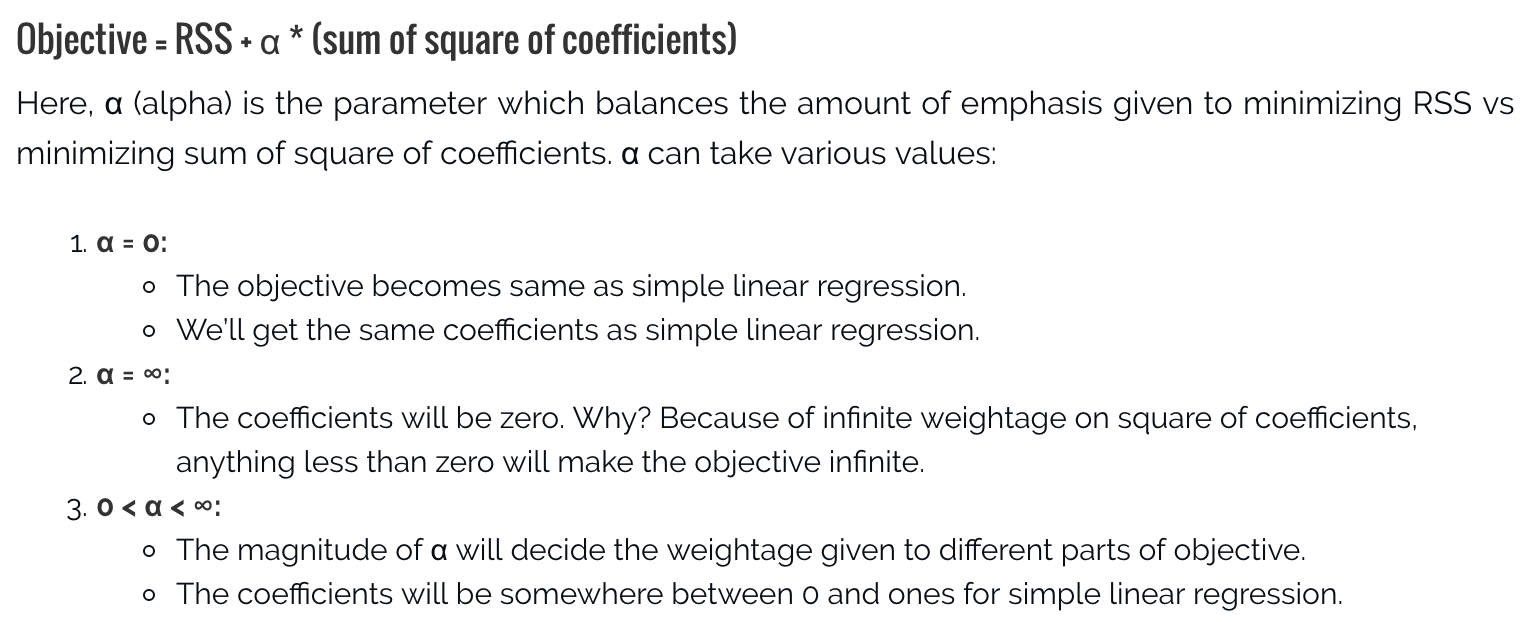 Objective = RSS + α * (sum of square of coefficients)
Here, α (alpha) is the parameter which balances the amount of emphasis given to minimizing RSS vs
minimizing sum of square of coefficients. α can take various values:
1. α = 0:
○ The objective becomes same as simple linear regression.
○ We'll get the same coefficients as simple linear regression.
2. α = ∞:
○ The coefficients will be zero. Why? Because of infinite weightage on square of coefficients,
anything less than zero will make the objective infinite.
3. 0 < α < ∞:
○ The magnitude of α will decide the weightage given to different parts of objective.
○ The coefficients will be somewhere between 0 and ones for simple linear regression.